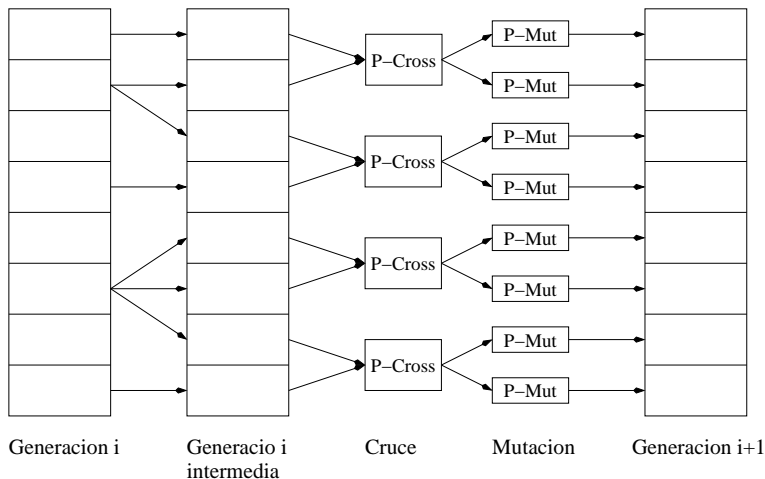 P-Mut
P-Cross
P-Mut
P-Mut
P-Cross
P-Mut
P-Mut
P-Cross
P-Mut
P-Mut
P-Cross
P-Mut
Generacion i
Generacio i
intermedia
Cruce
Mutacion
Generacion i+1